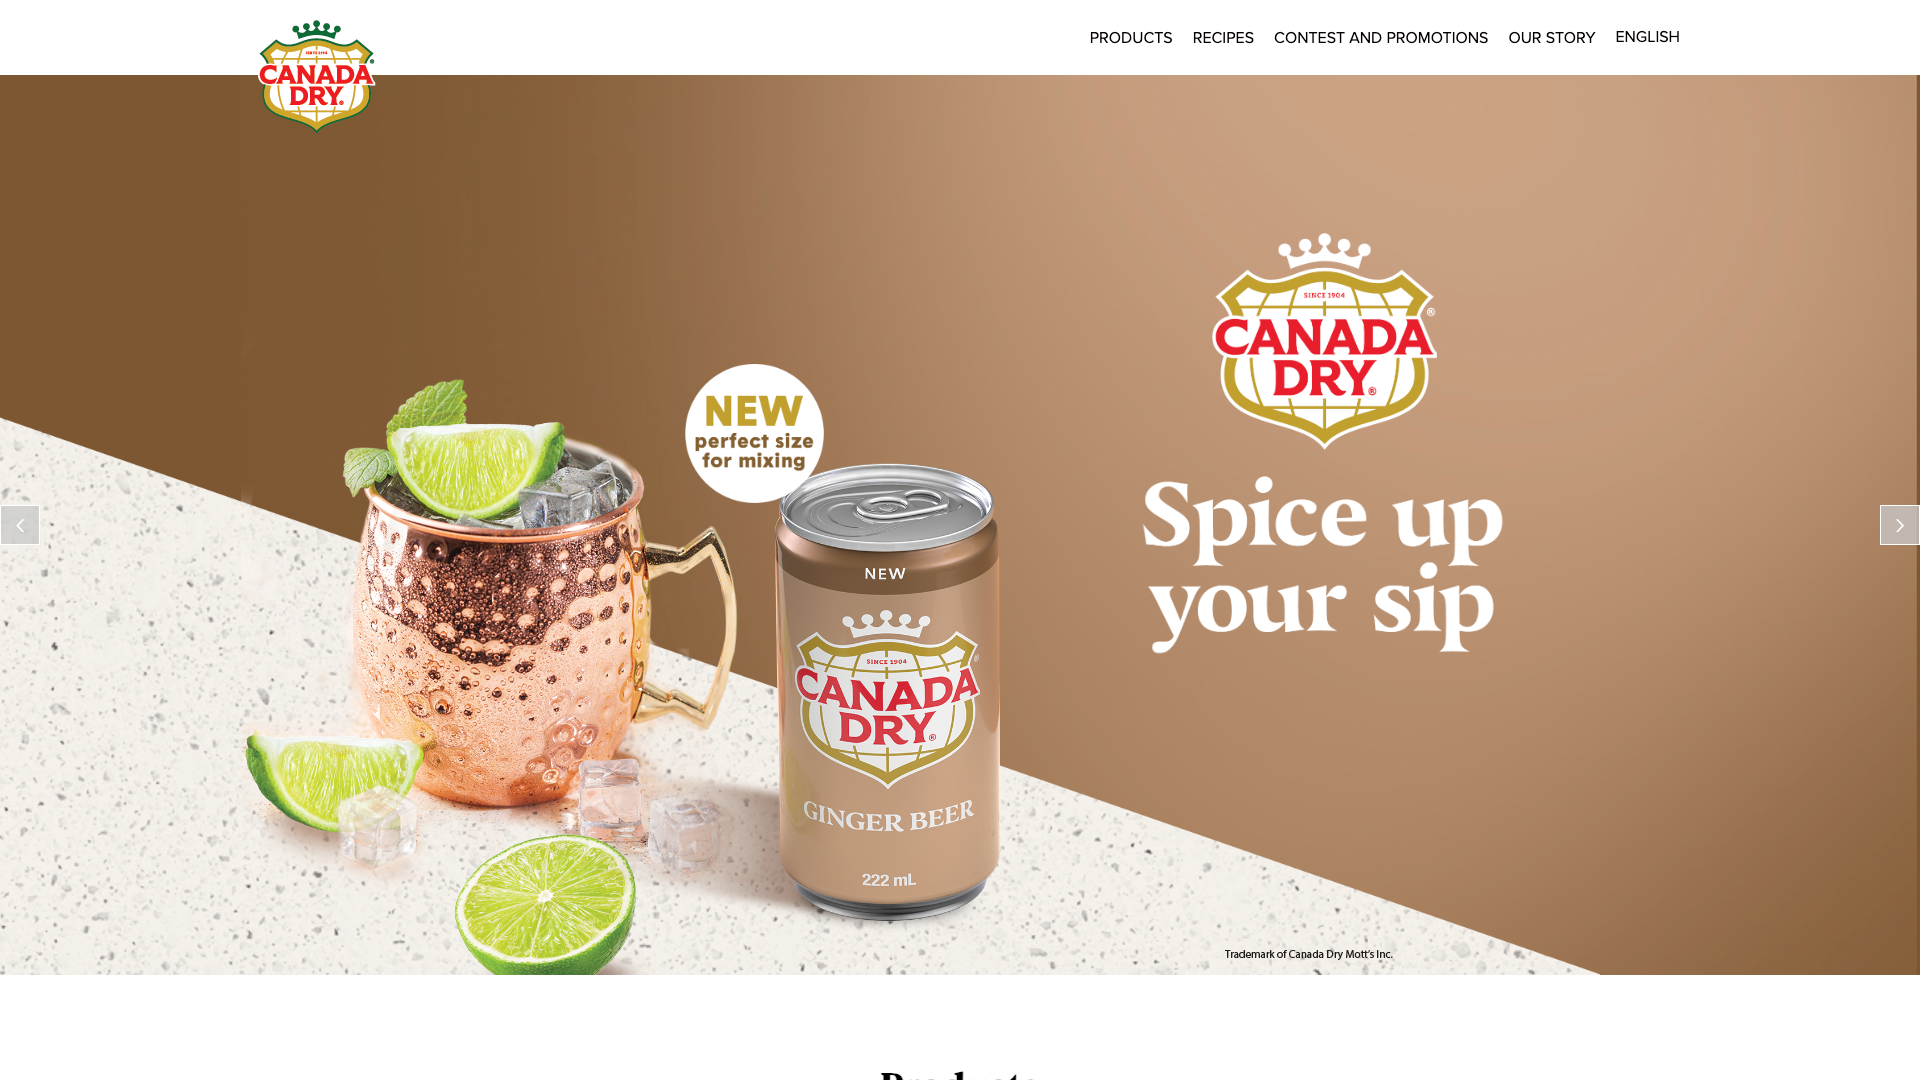 SINCE 1904
CANADA
DRY®
PRODUCTS
RECIPES
CONTEST AND PROMOTIONS
OUR STORY
ENGLISH
SINCE 1904
CANADA®
DRY®
Spice up
your sip
NEW
perfect size
for mixing
NEW
SINCE 1904
CANADA®
DRY®
GINGER BEER
222 mL
Trademark of Canada Dry Mott's Inc.
Products